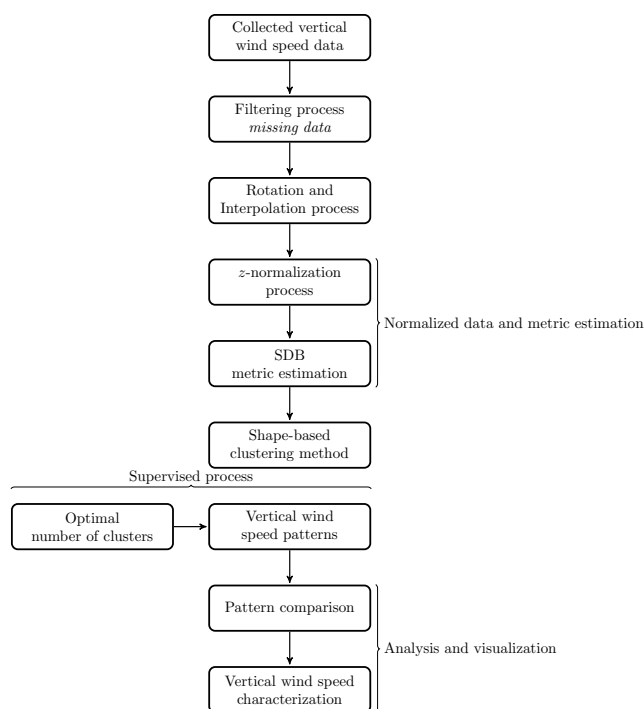 Collected vertical
wind speed data
Filtering process
missing data
Rotation and
Interpolation process
z-normalization
process
Normalized data and metric estimation
SDB
metric estimation
Shape-based
clustering method
Supervised process
Optimal
number of clusters
Vertical wind
speed patterns
Pattern comparison
Analysis and visualization
Vertical wind speed
characterization